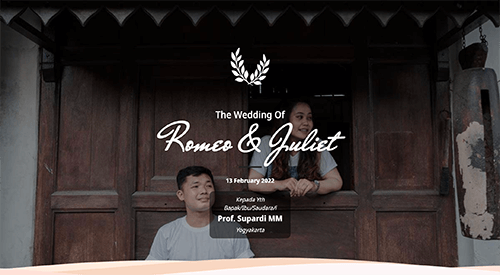 The Wedding Of
Romeo & Juliet
13 February 2022
Kepada Yth
Bapak/Ibu/Saudara/i
Prof. Supardi MM
Yogyakarta